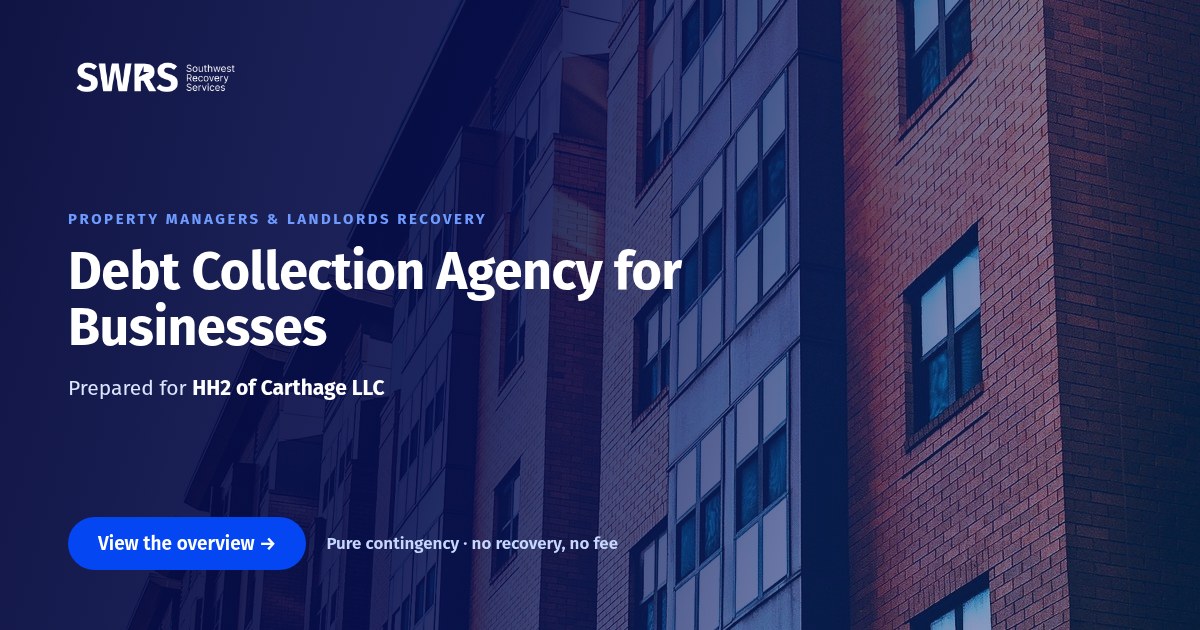 SWRS
Southwest
Recovery
Services
PROPERTY MANAGERS & LANDLORDS RECOVERY
Debt Collection Agency for
Businesses
Prepared for HH2 of Carthage LLC
View the overview →
Pure contingency · no recovery, no fee